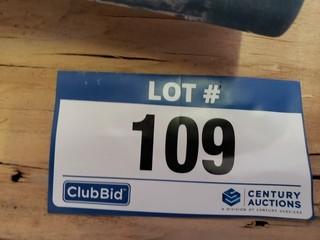 LOT #
109
ClubBid
CENTURY
AUCTIONS
A DIVISION OF CENTURY SERVICES